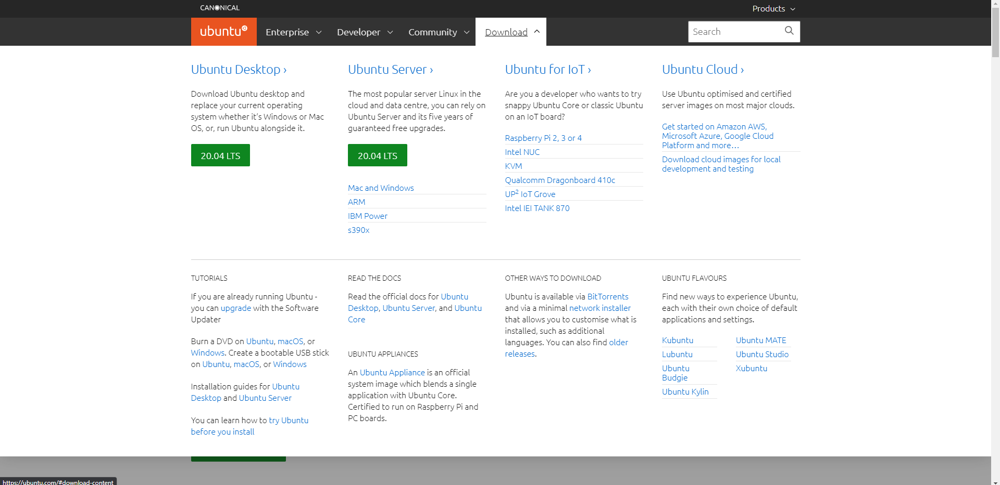 CANONICAL
Products
ubuntu
Enterprise
Developer
Community
Download
Search
Ubuntu Desktop ›
Download Ubuntu desktop and
replace your current operating
system whether it's Windows or Mac
OS, or, run Ubuntu alongside it.
20.04 LTS
Ubuntu Server ›
The most popular server Linux in the
cloud and data centre, you can rely on
Ubuntu Server and its five years of
guaranteed free upgrades.
20.04 LTS
Mac and Windows
ARM
IBM Power
s390x
Ubuntu for IoT ›
Are you a developer who wants to try
snappy Ubuntu Core or classic Ubuntu
on an IoT board?
Raspberry Pi 2, 3 or 4
Intel NUC
KVM
Qualcomm Dragonboard 410c
UP² IoT Grove
Intel IEI TANK 870
Ubuntu Cloud ›
Use Ubuntu optimised and certified
server images on most major clouds.
Get started on Amazon AWS,
Microsoft Azure, Google Cloud
Platform and more…
Download cloud images for local
development and testing
TUTORIALS
If you are already running Ubuntu -
you can upgrade with the Software
Updater
Burn a DVD on Ubuntu, macOS, or
Windows. Create a bootable USB stick
on Ubuntu, macOS, or Windows
Installation guides for Ubuntu
Desktop and Ubuntu Server
You can learn how to try Ubuntu
before you install
READ THE DOCS
Read the official docs for Ubuntu
Desktop, Ubuntu Server, and Ubuntu
Core
UBUNTU APPLIANCES
An Ubuntu Appliance is an official
system image which blends a single
application with Ubuntu Core.
Certified to run on Raspberry Pi and
PC boards.
OTHER WAYS TO DOWNLOAD
Ubuntu is available via BitTorrents
and via a minimal network installer
that allows you to customise what is
installed, such as additional
languages. You can also find older
releases.
UBUNTU FLAVOURS
Find new ways to experience Ubuntu,
each with their own choice of default
applications and settings.
Kubuntu
Lubuntu
Ubuntu
Budgie
Ubuntu Kylin
Ubuntu MATE
Ubuntu Studio
Xubuntu
https://ubuntu.com/#download-content